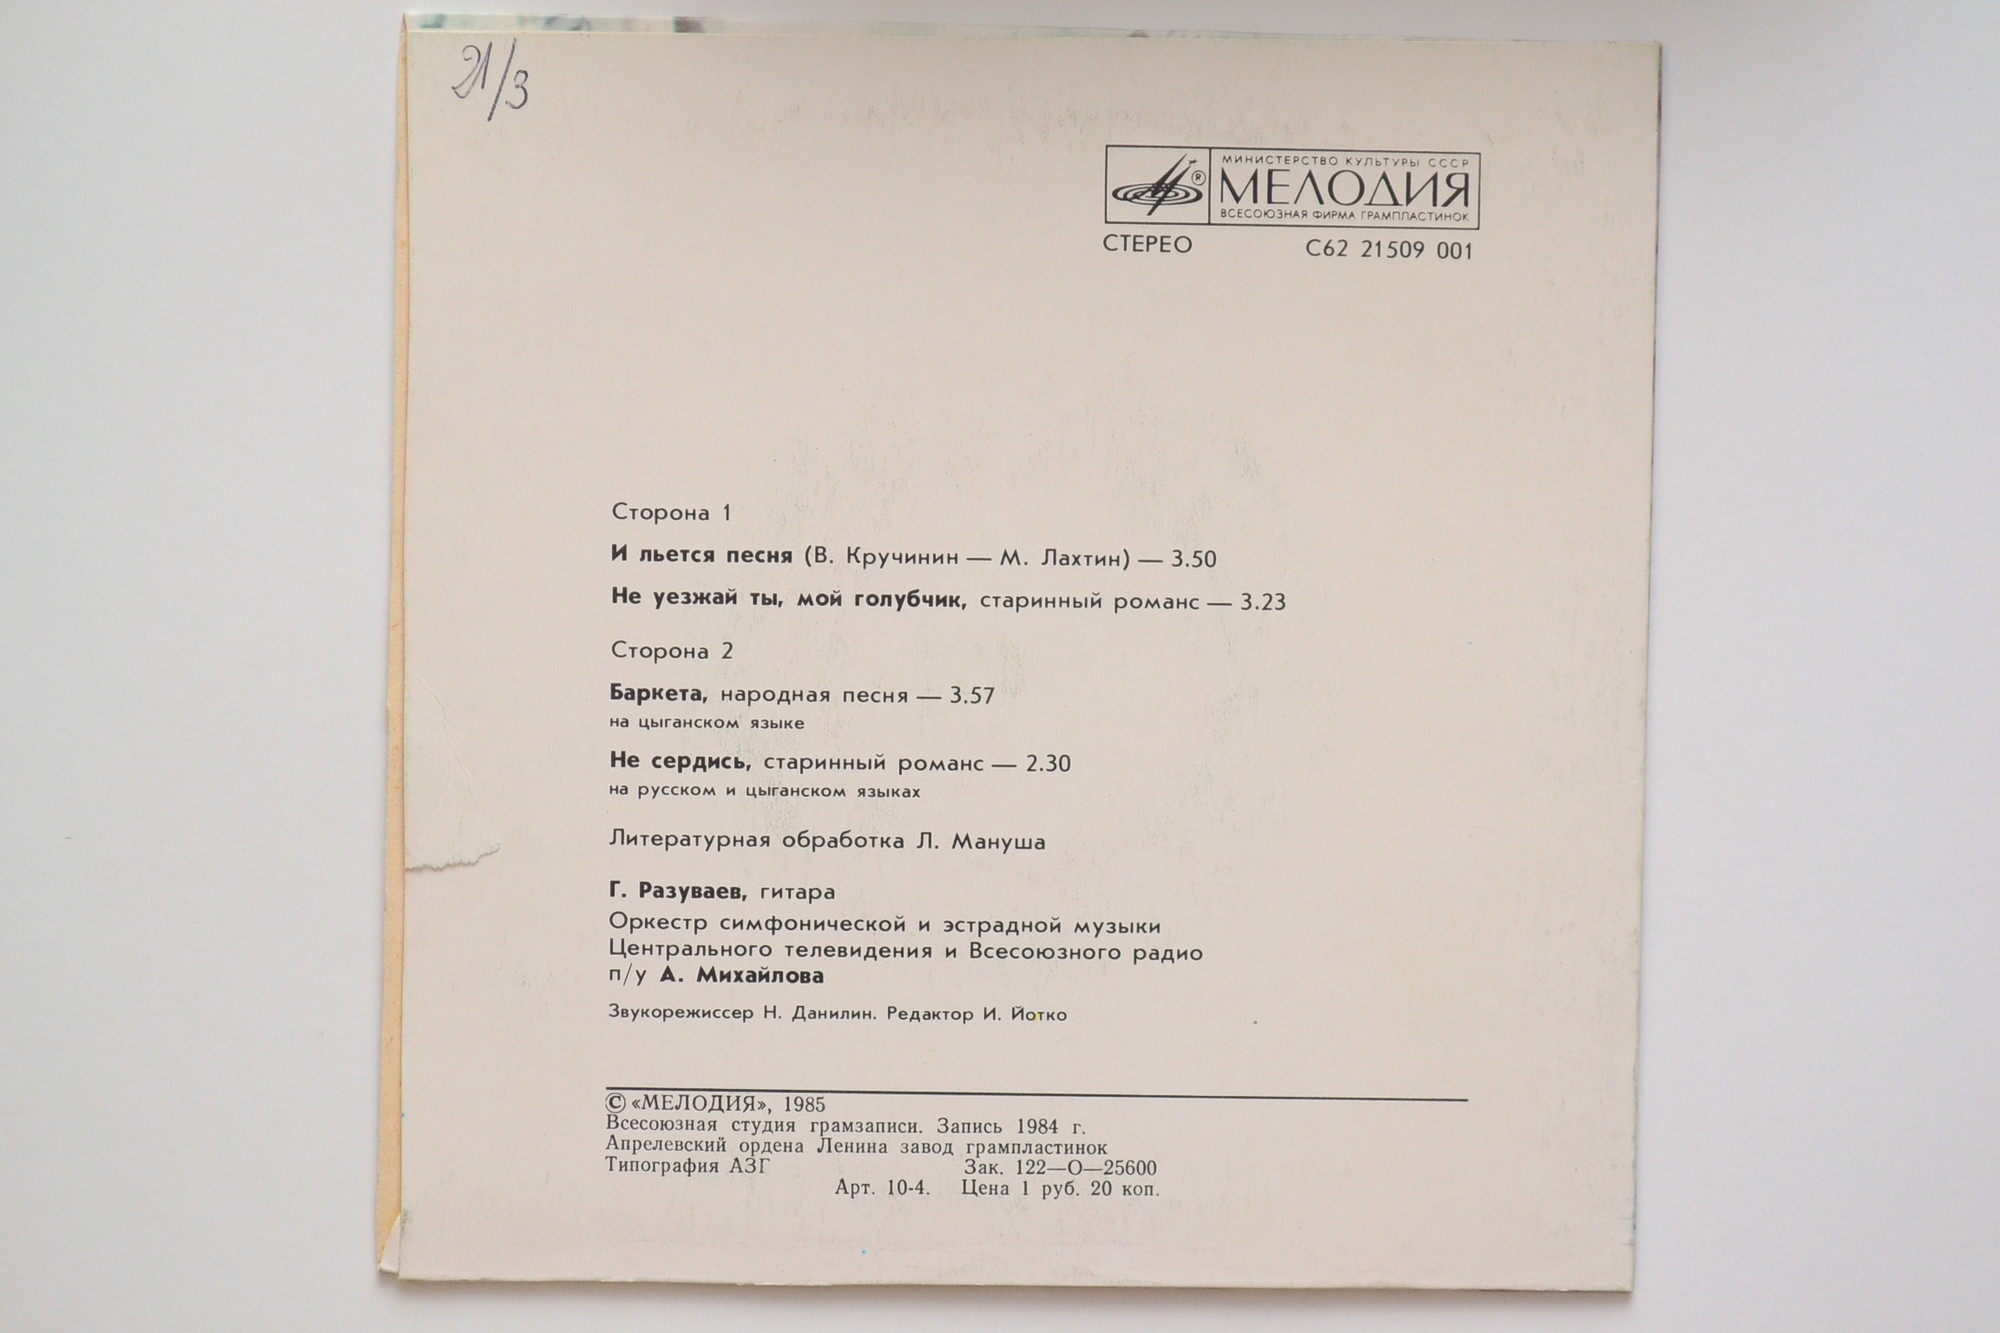 21/3
МИНИСТЕРСТВО КУЛЬТУРЫ СССР
МЕЛОДИЯ
ВСЕСОЮЗНАЯ ФИРМА ГРАМПЛАСТИНОК
СТЕРЕО С62 21509 001
Сторона 1
И льется песня (В. Кручинин — М. Лахтин) — 3.50
Не уезжай ты, мой голубчик, старинный романс — 3.23
Сторона 2
Баркета, народная песня — 3.57
на цыганском языке
Не сердись, старинный романс — 2.30
на русском и цыганском языках
Литературная обработка Л. Мануша
Г. Разуваев, гитара
Оркестр симфонической и эстрадной музыки
Центрального телевидения и Всесоюзного радио
п/у А. Михайлова
Звукорежиссер Н. Данилин. Редактор И. Йотко
© «МЕЛОДИЯ», 1985
Всесоюзная студия грамзаписи. Запись 1984 г.
Апрелевский ордена Ленина завод грампластинок
Типография АЗГ Зак. 122—О—25600
Арт. 10-4. Цена 1 руб. 20 коп.